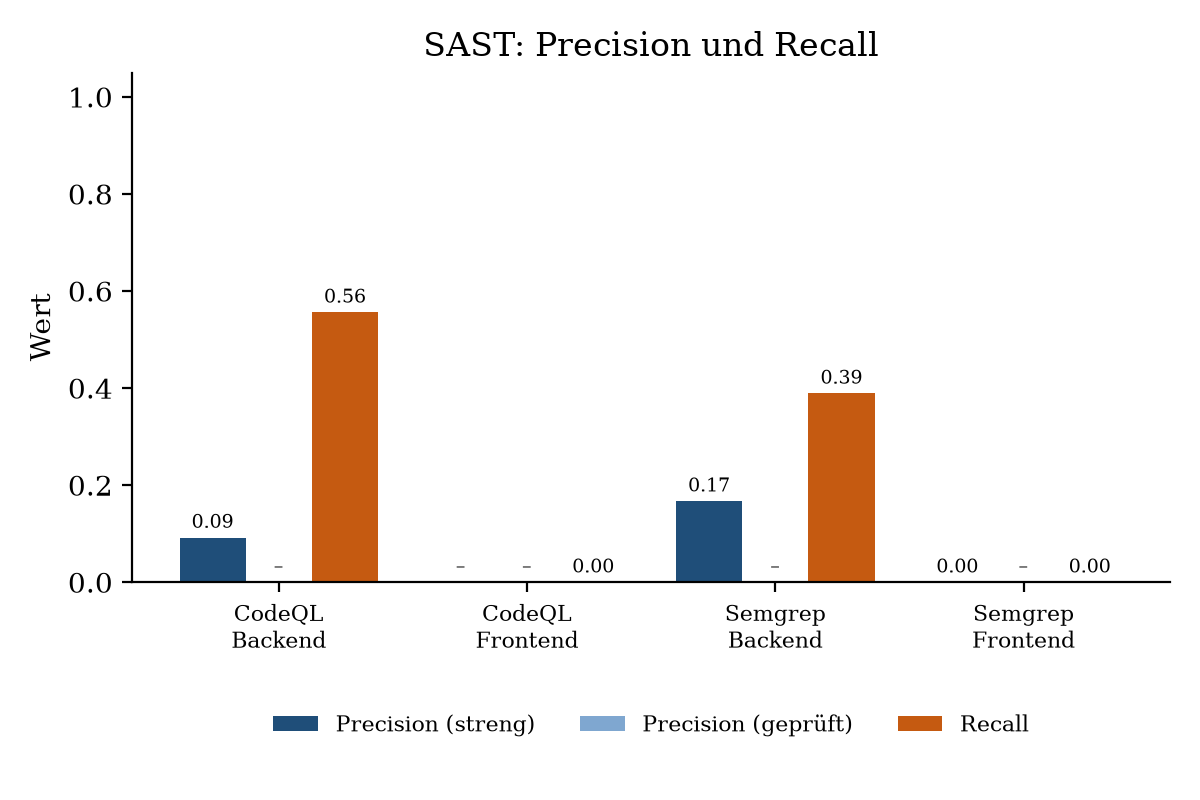 SAST: Precision und Recall
Wert
1.0
0.8
0.6
0.4
0.2
0.0
0.09
–
0.56
–
–
0.00
0.17
–
0.39
0.00
–
0.00
CodeQL
Backend
CodeQL
Frontend
Semgrep
Backend
Semgrep
Frontend
Precision (streng)
Precision (geprüft)
Recall